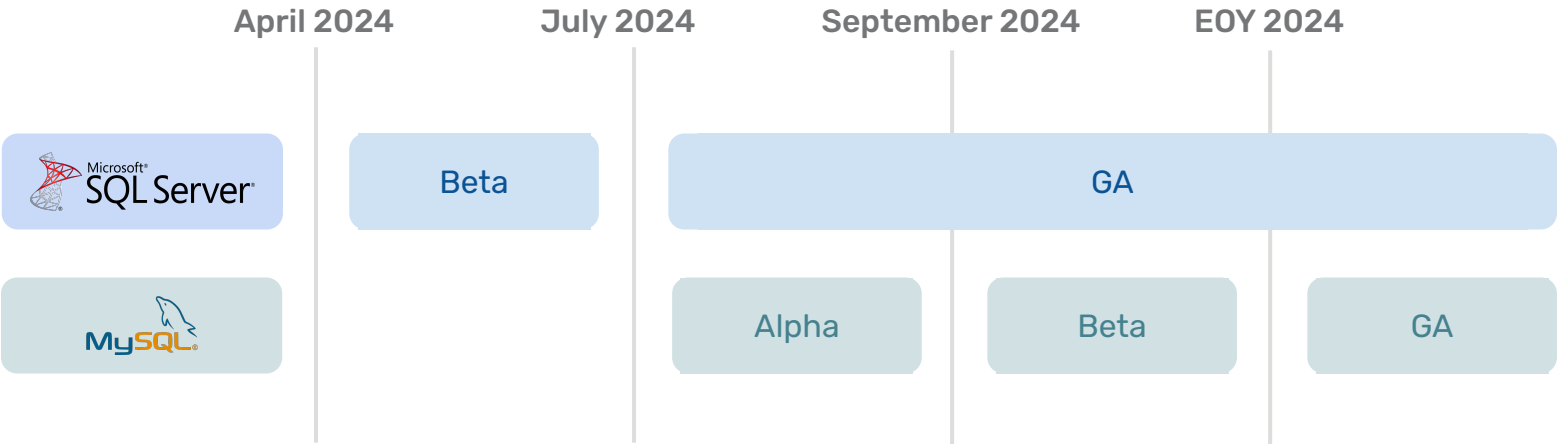 April 2024 July 2024 September 2024 EOY 2024
Microsoft®
SQL Server®
Beta
GA
MySQL®
Alpha
Beta
GA